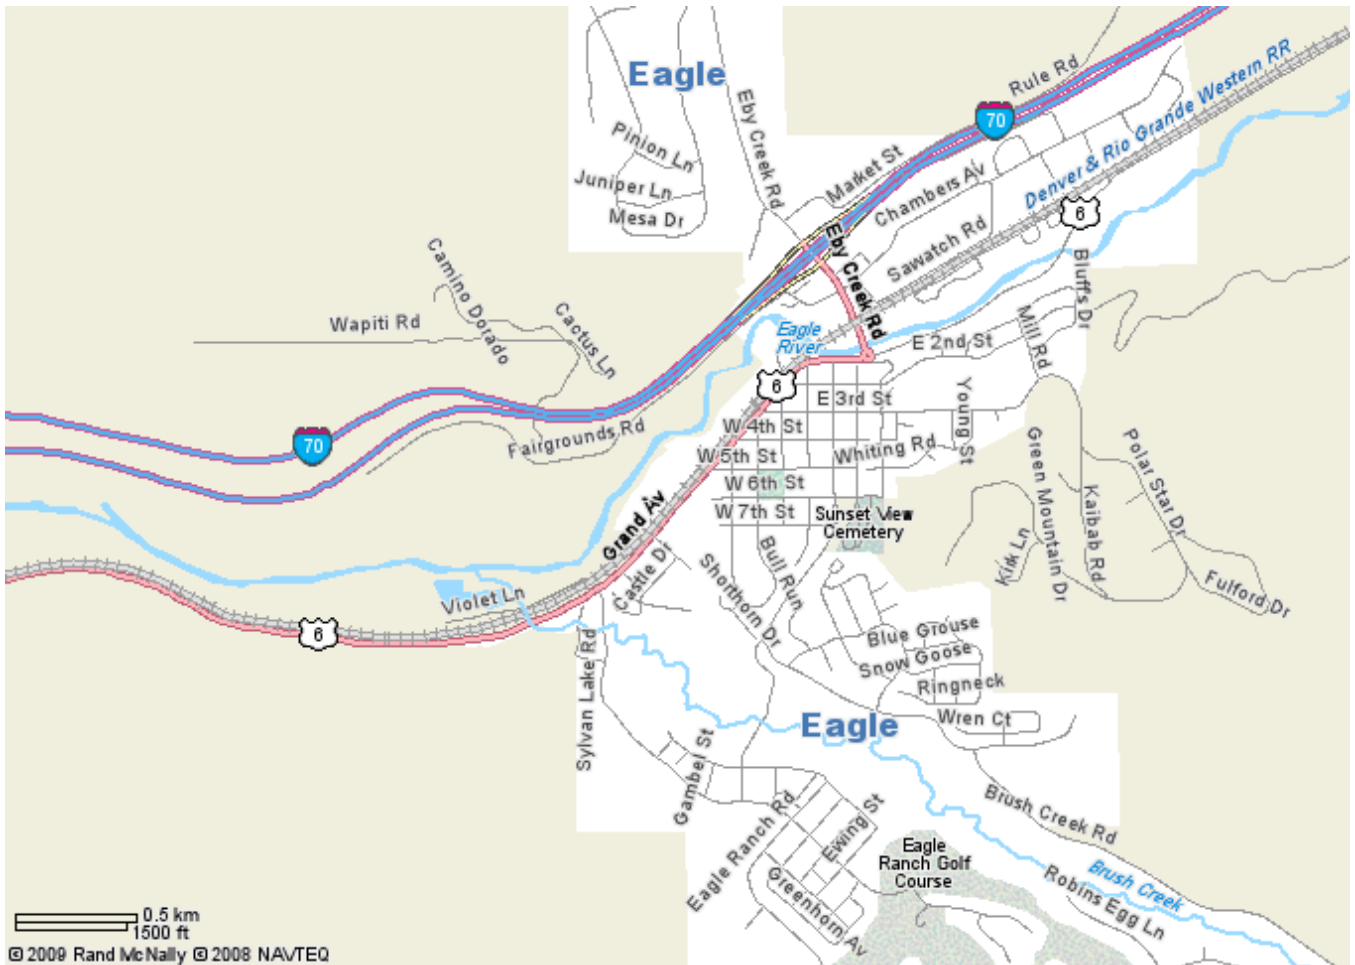 Eagle
Rule Rd
Denver & Rio Grande Western RR
Eby Creek Rd
70
Pinion Ln
Market St
Juniper Ln
Chambers Av
Mesa Dr
6
Eby Creek Rd
Sawatch Rd
Camino Dorado
Bluffs Dr
Wapiti Rd
Cactus Ln
Eagle
River
E 2nd St
Mill Rd
6
E 3rd St
Young St
W 4th St
70
Fairgrounds Rd
Whiting Rd
W 5th St
Green Mountain Dr
Polar Star Dr
W 6th St
Kaibab Rd
W 7th St
Sunset View
Cemetery
Grand Av
Kirk Ln
Castle Dr
Shorthorn Dr
Bull Run
Fulford Dr
Violet Ln
6
Blue Grouse
Snow Goose
Sylvan Lake Rd
Ringneck
Eagle
Wren Ct
Gambel St
Brush Creek Rd
Eagle Ranch Rd
Ewing St
Eagle
Ranch Golf
Course
Brush Creek
Greenhorn Av
Robins Egg Ln
0.5 km
1500 ft
© 2009 Rand McNally © 2008 NAVTEQ